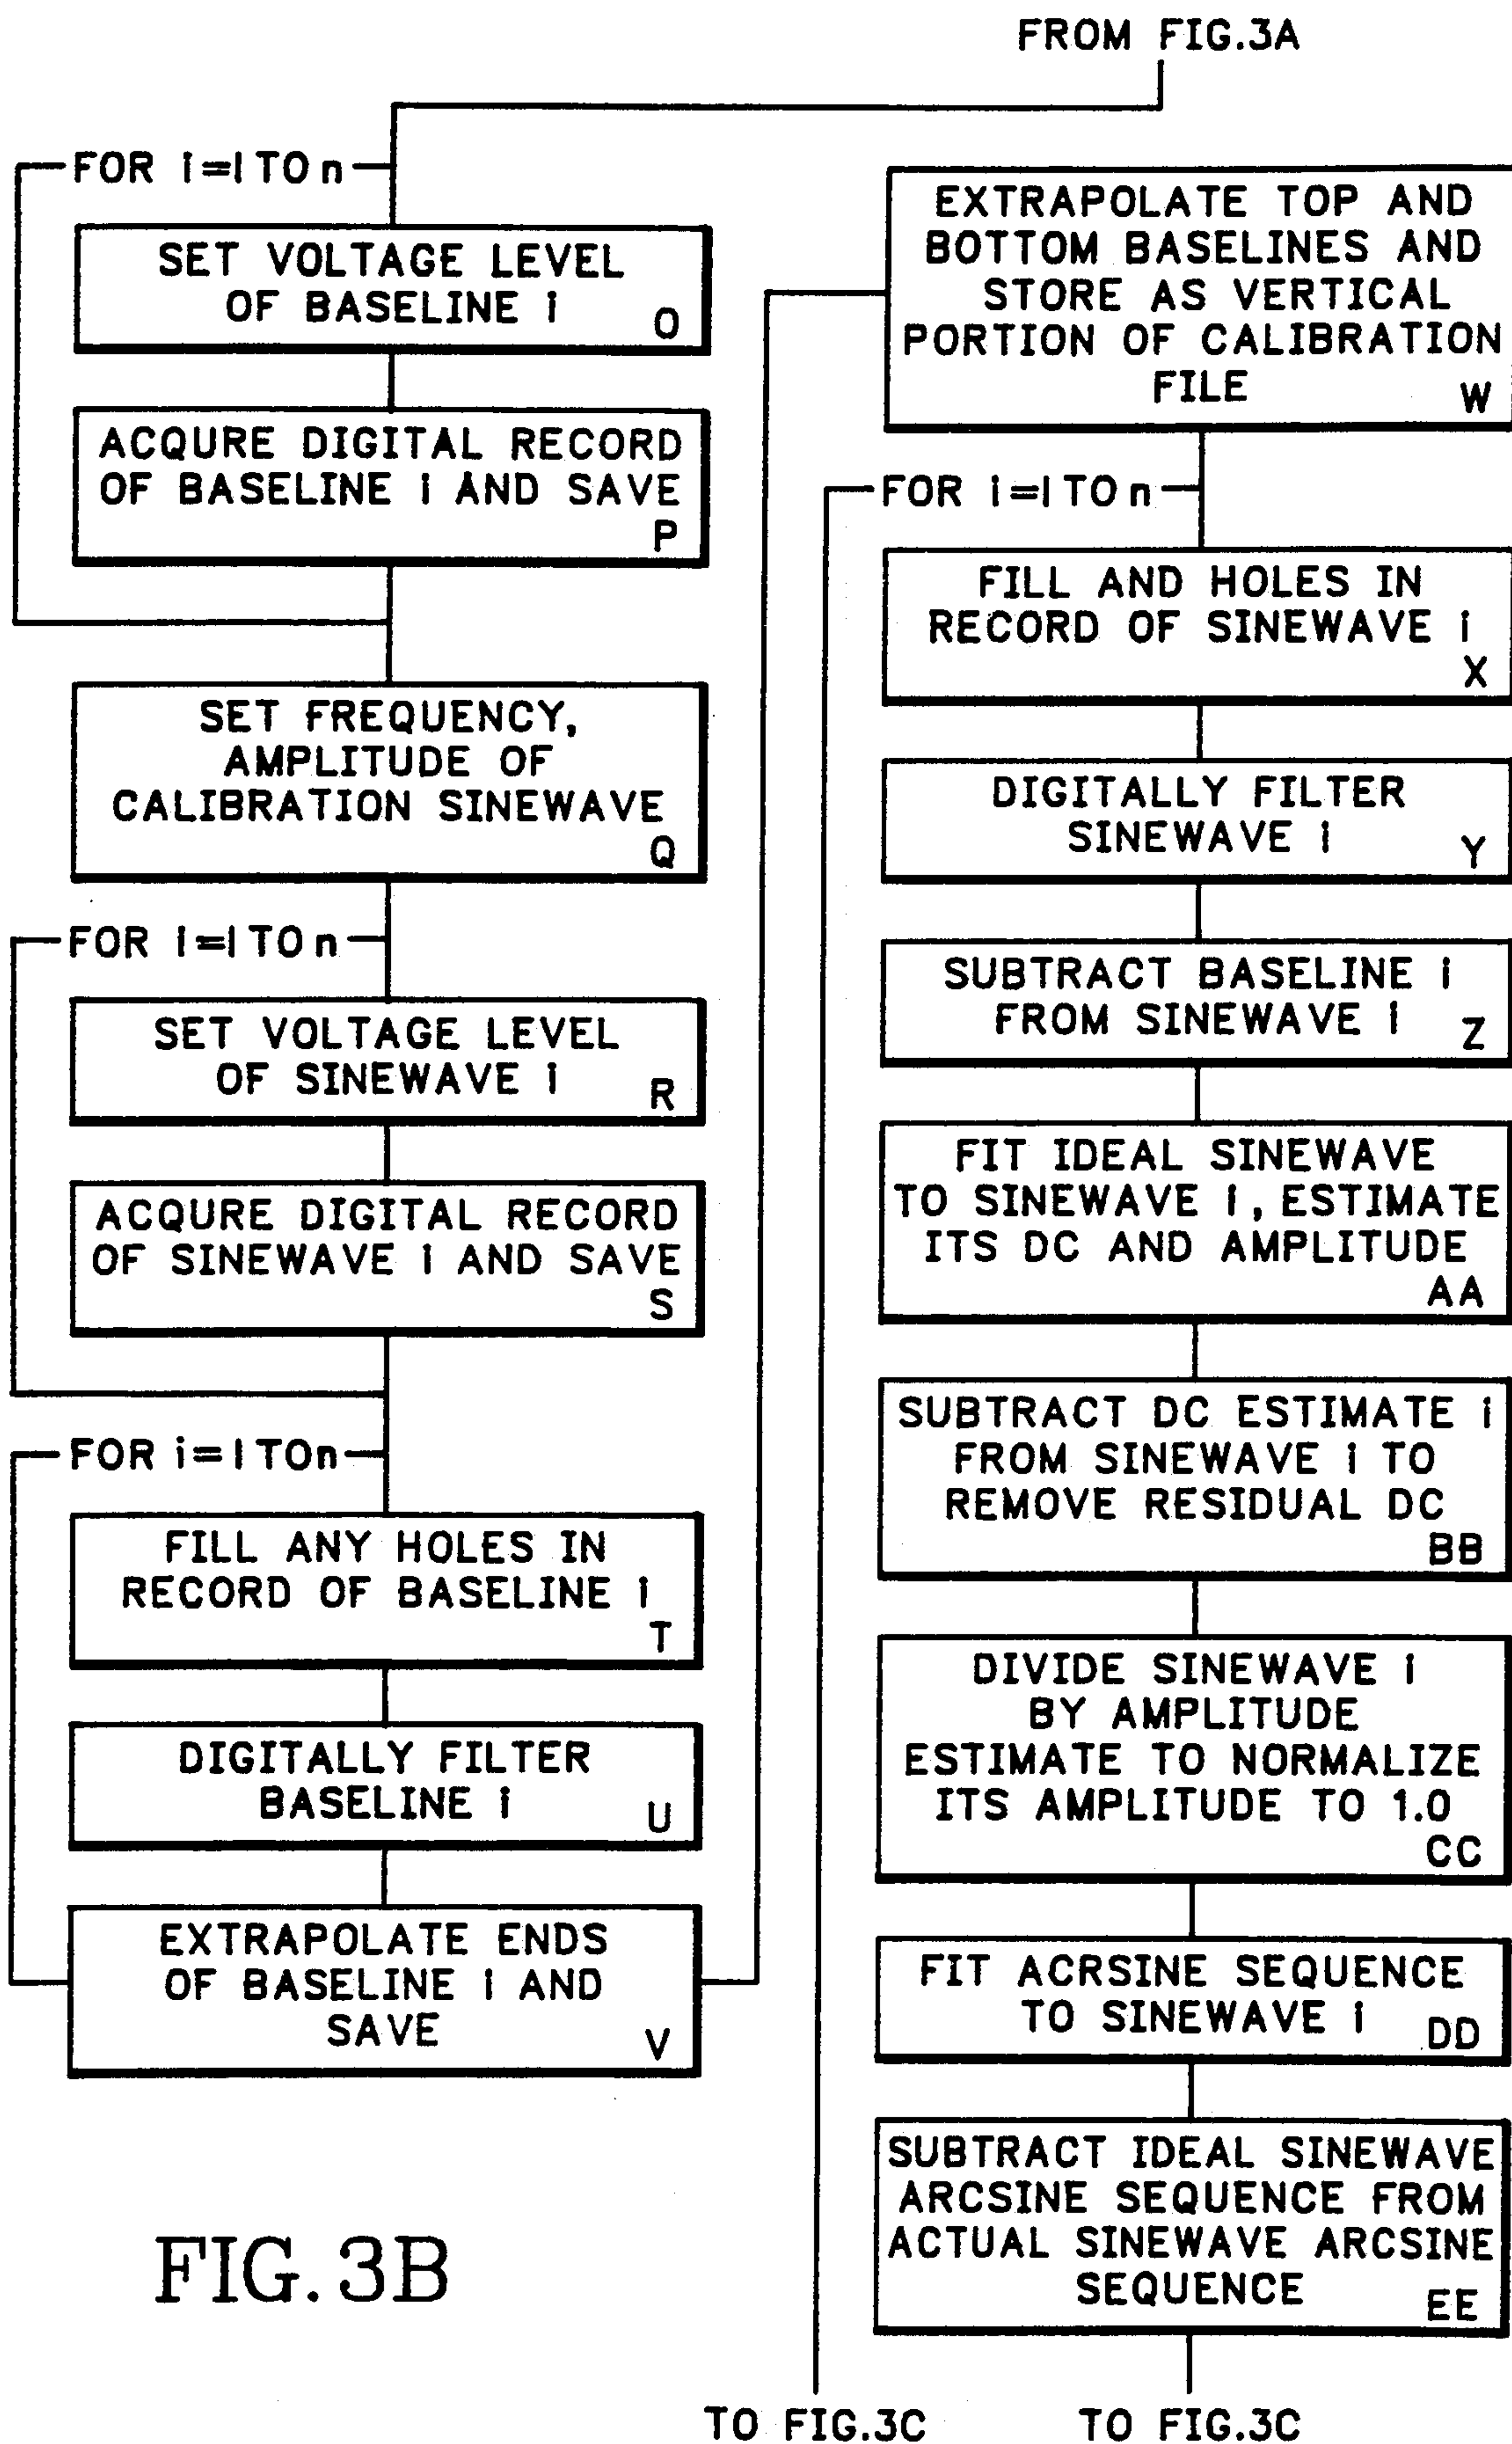 FROM FIG.3A
FOR i=1 TO n
SET VOLTAGE LEVEL
OF BASELINE i
O
ACQURE DIGITAL RECORD
OF BASELINE i AND SAVE
P
SET FREQUENCY,
AMPLITUDE OF
CALIBRATION SINEWAVE
Q
FOR i=1 TO n
SET VOLTAGE LEVEL
OF SINEWAVE i
R
ACQURE DIGITAL RECORD
OF SINEWAVE i AND SAVE
S
FOR i=1 TO n
FILL ANY HOLES IN
RECORD OF BASELINE i
T
DIGITALLY FILTER
BASELINE i
U
EXTRAPOLATE ENDS
OF BASELINE i AND
SAVE
V
EXTRAPOLATE TOP AND
BOTTOM BASELINES AND
STORE AS VERTICAL
PORTION OF CALIBRATION
FILE
W
FOR i=1 TO n
FILL AND HOLES IN
RECORD OF SINEWAVE i
X
DIGITALLY FILTER
SINEWAVE i
Y
SUBTRACT BASELINE i
FROM SINEWAVE i
Z
FIT IDEAL SINEWAVE
TO SINEWAVE i, ESTIMATE
ITS DC AND AMPLITUDE
AA
SUBTRACT DC ESTIMATE i
FROM SINEWAVE i TO
REMOVE RESIDUAL DC
BB
DIVIDE SINEWAVE i
BY AMPLITUDE
ESTIMATE TO NORMALIZE
ITS AMPLITUDE TO 1.0
CC
FIT ACRSINE SEQUENCE
TO SINEWAVE i
DD
SUBTRACT IDEAL SINEWAVE
ARCSINE SEQUENCE FROM
ACTUAL SINEWAVE ARCSINE
SEQUENCE
EE
TO FIG.3C
TO FIG.3C
FIG. 3B